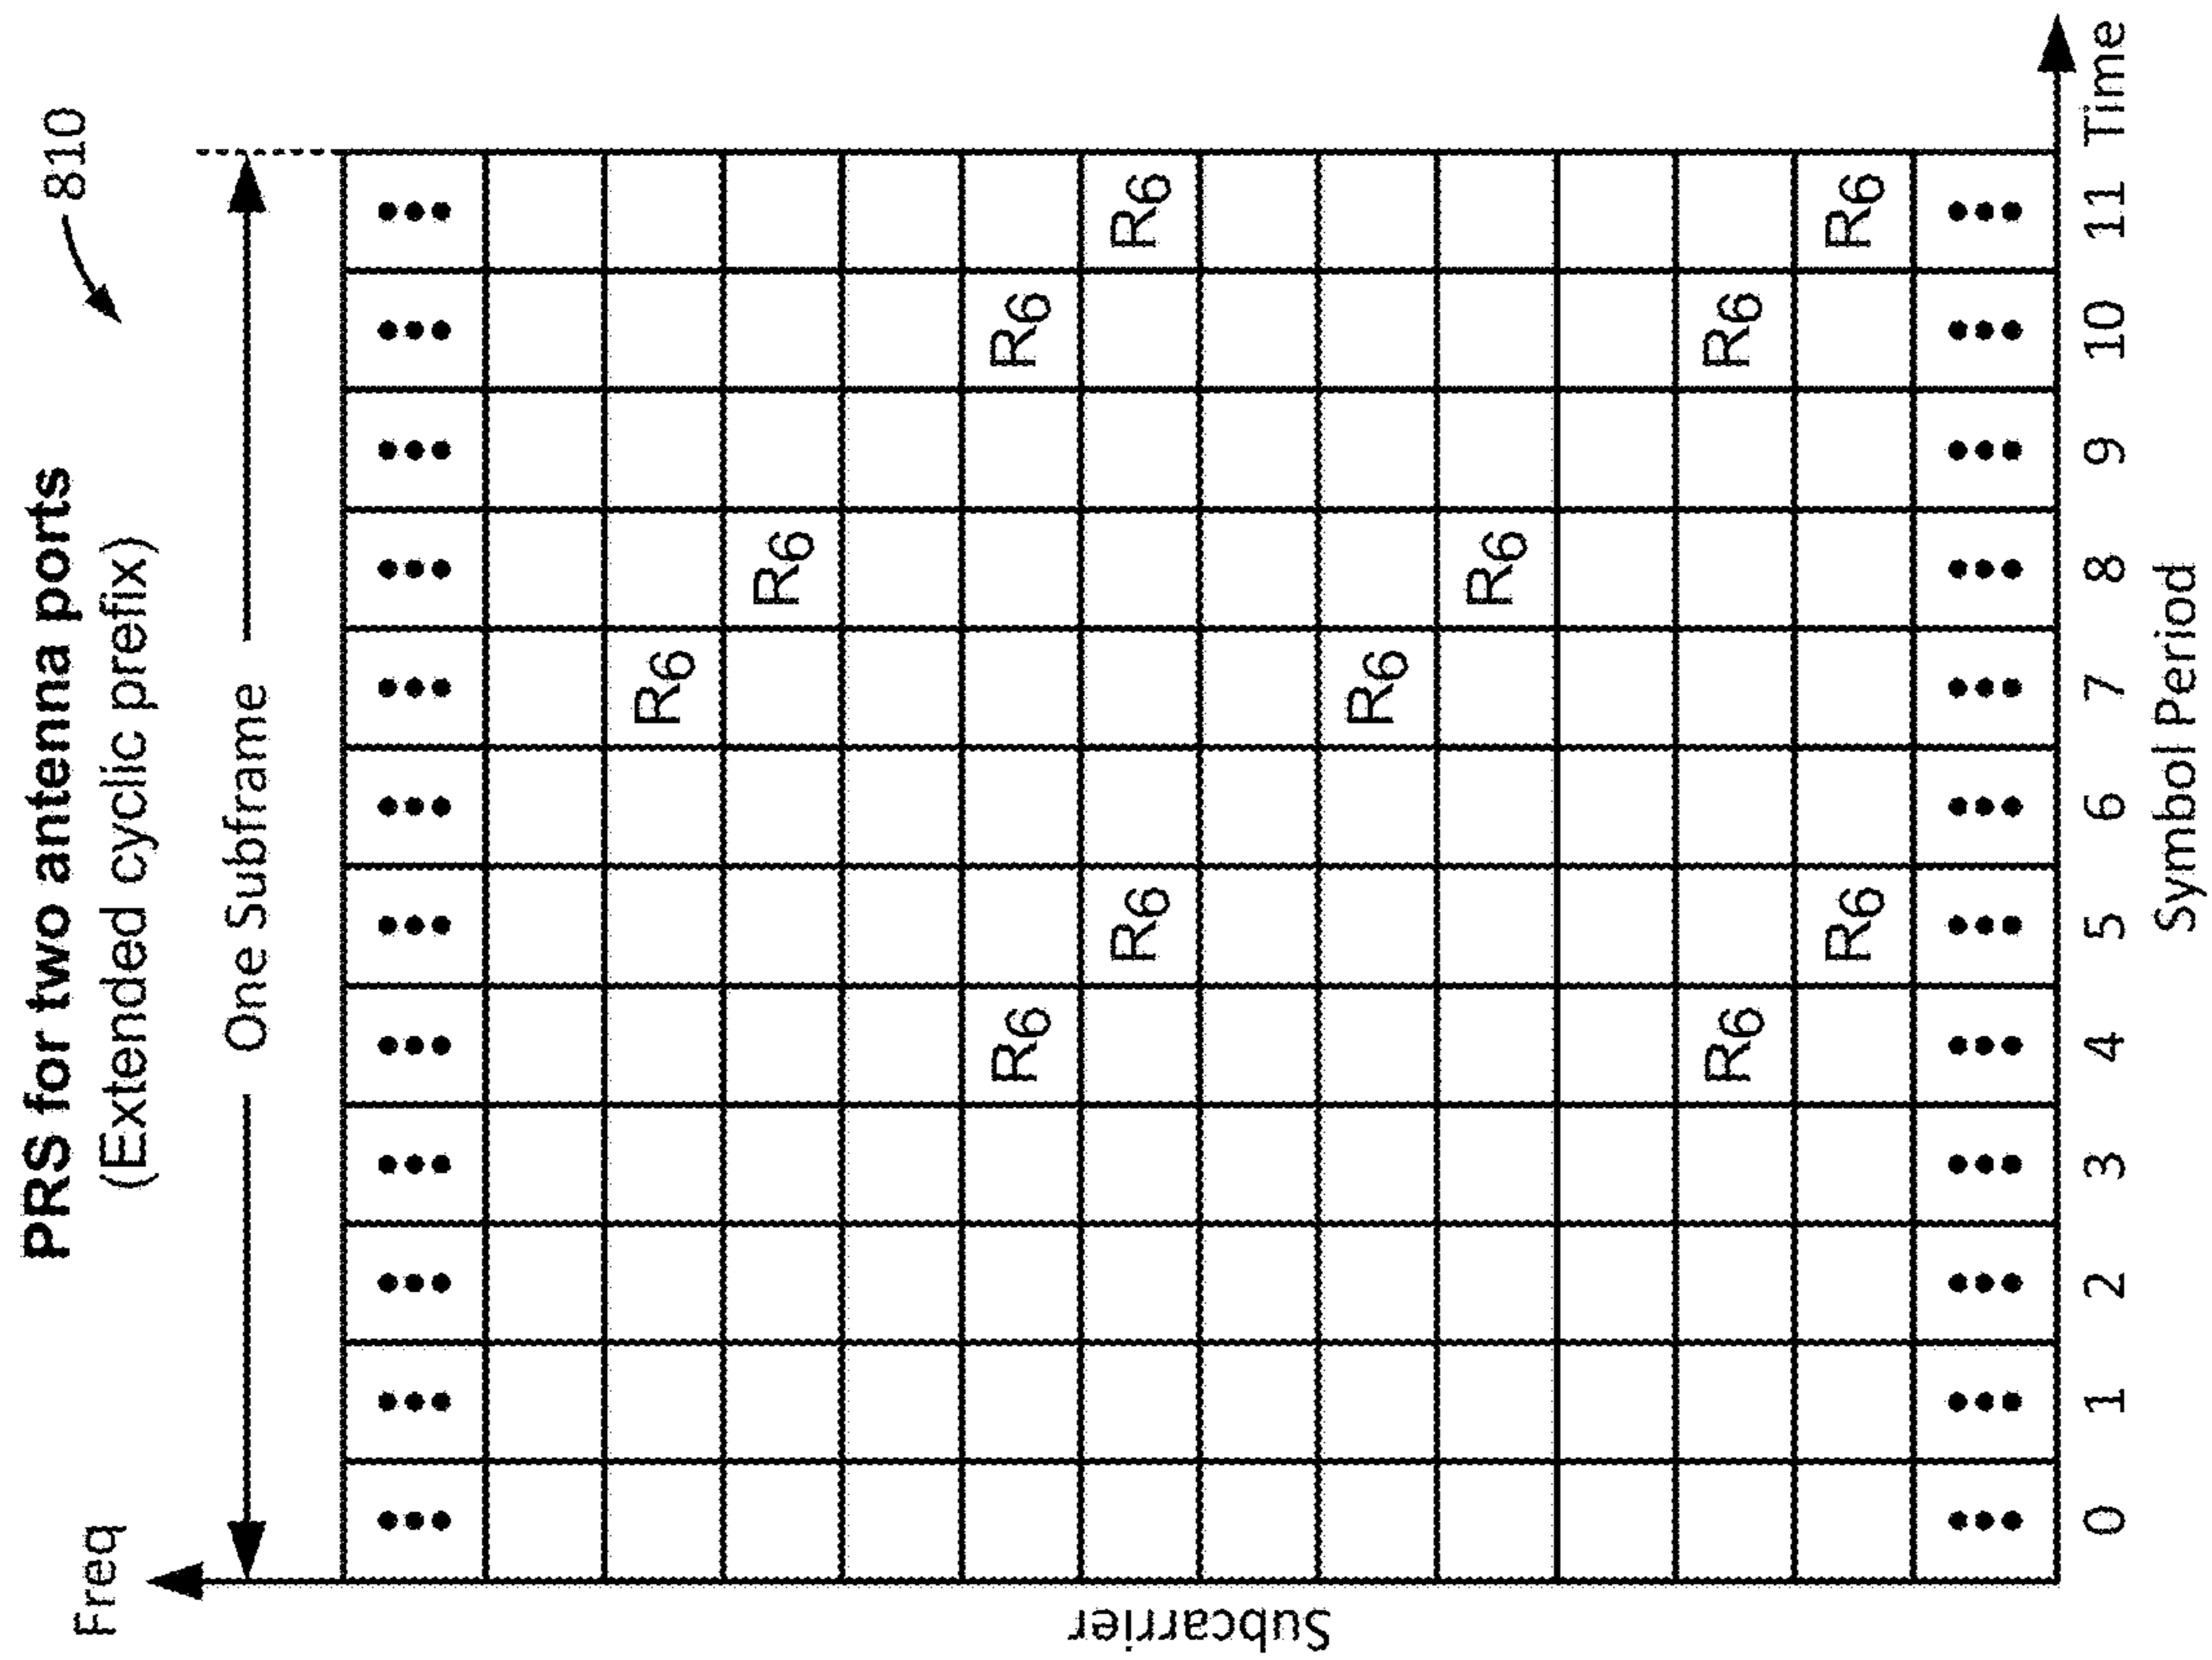 PRS for two antenna ports
(Extended cyclic prefix)
810
Freq
One Subframe
••• ••• ••• ••• ••• ••• ••• ••• ••• ••• ••• •••
R6
R6
R6 R6
R6 R6
R6
R6
R6 R6
R6 R6
••• ••• ••• ••• ••• ••• ••• ••• ••• ••• ••• •••
Subcarrier
0 1 2 3 4 5 6 7 8 9 10 11 Time
Symbol Period